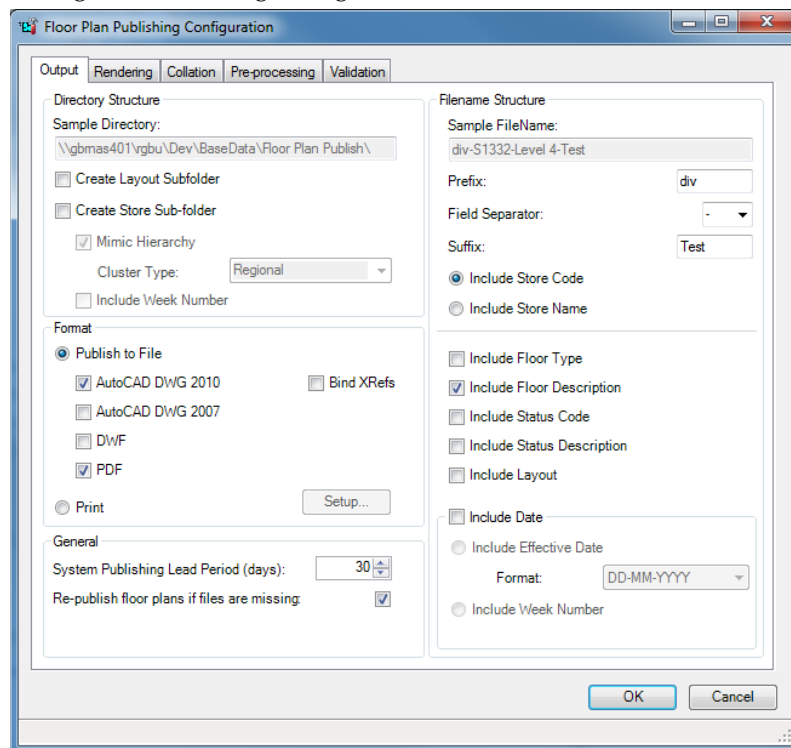 Floor Plan Publishing Configuration
Output
Rendering
Collation
Pre-processing
Validation
Directory Structure
Sample Directory:
\\gbmas401\rgbu\Dev\BaseData\Floor Plan Publish\
Create Layout Subfolder
Create Store Sub-folder
Mimic Hierarchy
Cluster Type: Regional
Include Week Number
Format
Publish to File
AutoCAD DWG 2010 Bind XRefs
AutoCAD DWG 2007
DWF
PDF
Print Setup...
General
System Publishing Lead Period (days): 30
Re-publish floor plans if files are missing:
Filename Structure
Sample FileName:
div-S1332-Level 4-Test
Prefix: div
Field Separator: -
Suffix: Test
Include Store Code
Include Store Name
Include Floor Type
Include Floor Description
Include Status Code
Include Status Description
Include Layout
Include Date
Include Effective Date
Format: DD-MM-YYYY
Include Week Number
OK Cancel